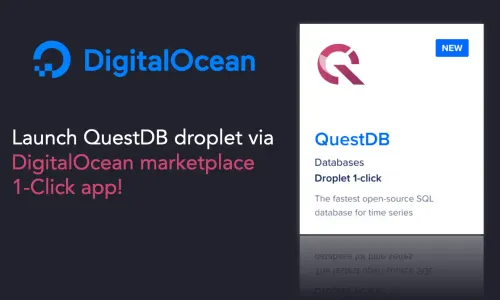 DigitalOcean
Launch QuestDB droplet via
DigitalOcean marketplace
1-Click app!
NEW
QuestDB
Databases
Droplet 1-click
The fastest open-source SQL
database for time series